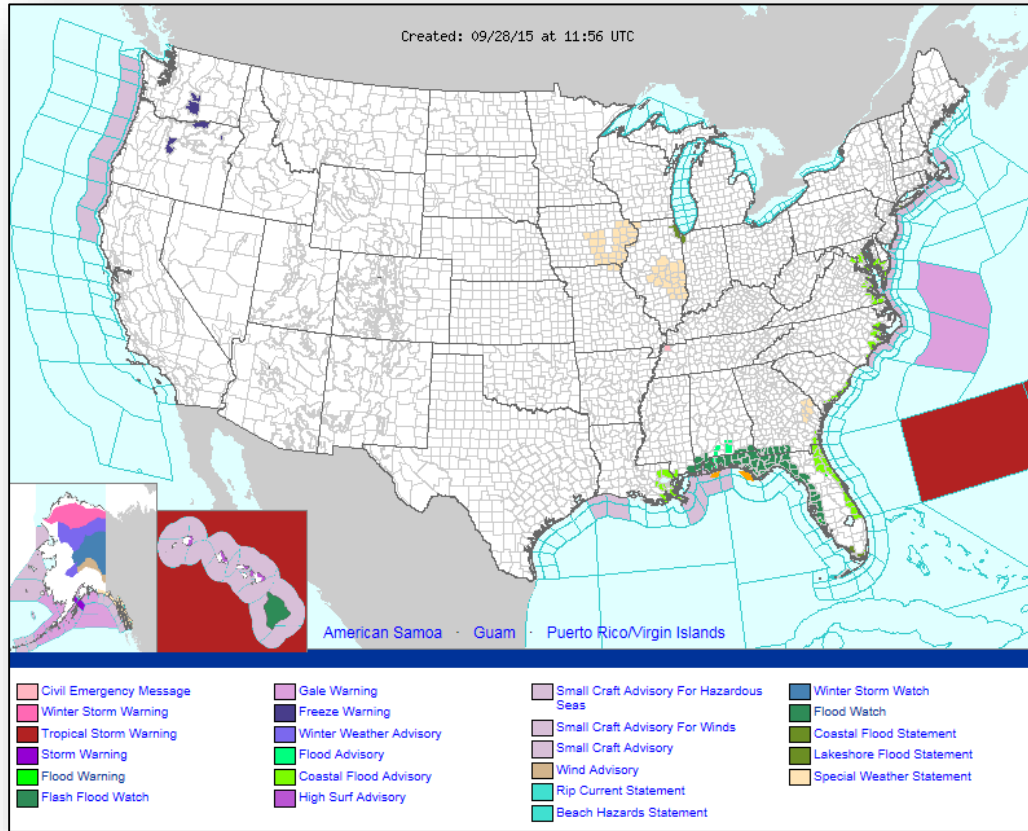 Created: 09/28/15 at 11:56 UTC
American Samoa · Guam · Puerto Rico/Virgin Islands
Civil Emergency Message
Winter Storm Warning
Tropical Storm Warning
Storm Warning
Flood Warning
Flash Flood Watch
Gale Warning
Freeze Warning
Winter Weather Advisory
Flood Advisory
Coastal Flood Advisory
High Surf Advisory
Small Craft Advisory For Hazardous
Seas
Small Craft Advisory For Winds
Small Craft Advisory
Wind Advisory
Rip Current Statement
Beach Hazards Statement
Winter Storm Watch
Flood Watch
Coastal Flood Statement
Lakeshore Flood Statement
Special Weather Statement